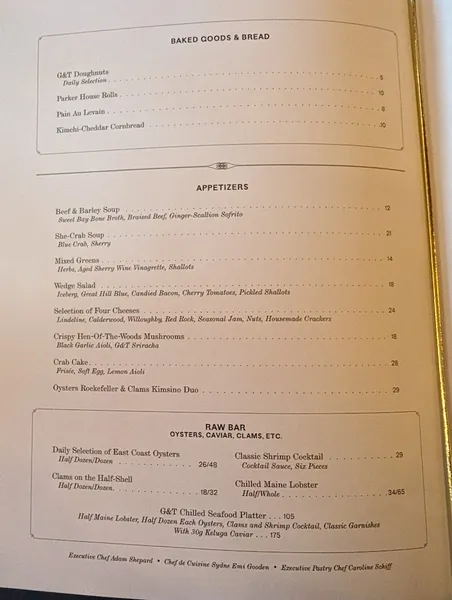 BAKED GOODS & BREAD
G&T Doughnuts
Daily Selection . . . . . 5
Parker House Rolls . . . . . 10
Pain Au Levain . . . . . 8
Kimchi-Cheddar Cornbread . . . . . 10
APPETIZERS
Beef & Barley Soup . . . . . 12
Sweet Bay Bone Broth, Braised Beef, Ginger-Scallion Sofrito
She-Crab Soup . . . . . 21
Blue Crab, Sherry
Mixed Greens . . . . . 14
Herbs, Aged Sherry Wine Vinagrette, Shallots
Wedge Salad . . . . . 18
Iceberg, Great Hill Blue, Candied Bacon, Cherry Tomatoes, Pickled Shallots
Selection of Four Cheeses . . . . . 24
Lindeline, Calderwood, Willoughby, Red Rock, Seasonal Jam, Nuts, Housemade Crackers
Crispy Hen-Of-The-Woods Mushrooms . . . . . 18
Black Garlic Aioli, G&T Sriracha
Crab Cake . . . . . 28
Frisée, Soft Egg, Lemon Aioli
Oysters Rockefeller & Clams Kimsino Duo . . . . . 29
RAW BAR
OYSTERS, CAVIAR, CLAMS, ETC.
Daily Selection of East Coast Oysters
Half Dozen/Dozen . . . . . 26/48
Clams on the Half-Shell
Half Dozen/Dozen . . . . . 18/32
Classic Shrimp Cocktail . . . . . 29
Cocktail Sauce, Six Pieces
Chilled Maine Lobster
Half/Whole . . . . . 34/65
G&T Chilled Seafood Platter . . . 105
Half Maine Lobster, Half Dozen Each Oysters, Clams and Shrimp Cocktail, Classic Garnishes
With 30g Keluga Caviar . . . 175
Executive Chef Adam Shepard • Chef de Cuisine Sydne Emi Gooden • Executive Pastry Chef Caroline Schiff